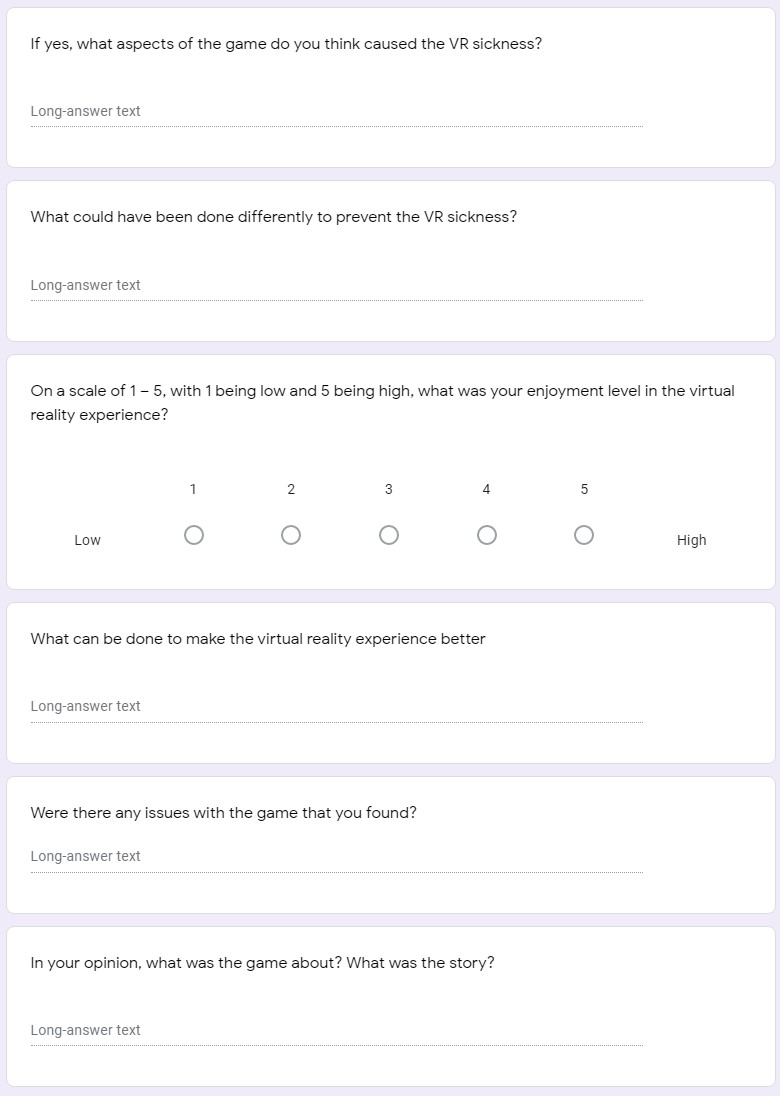 If yes, what aspects of the game do you think caused the VR sickness?
Long-answer text
What could have been done differently to prevent the VR sickness?
Long-answer text
On a scale of 1 – 5, with 1 being low and 5 being high, what was your enjoyment level in the virtual
reality experience?
1 2 3 4 5
Low High
What can be done to make the virtual reality experience better
Long-answer text
Were there any issues with the game that you found?
Long-answer text
In your opinion, what was the game about? What was the story?
Long-answer text